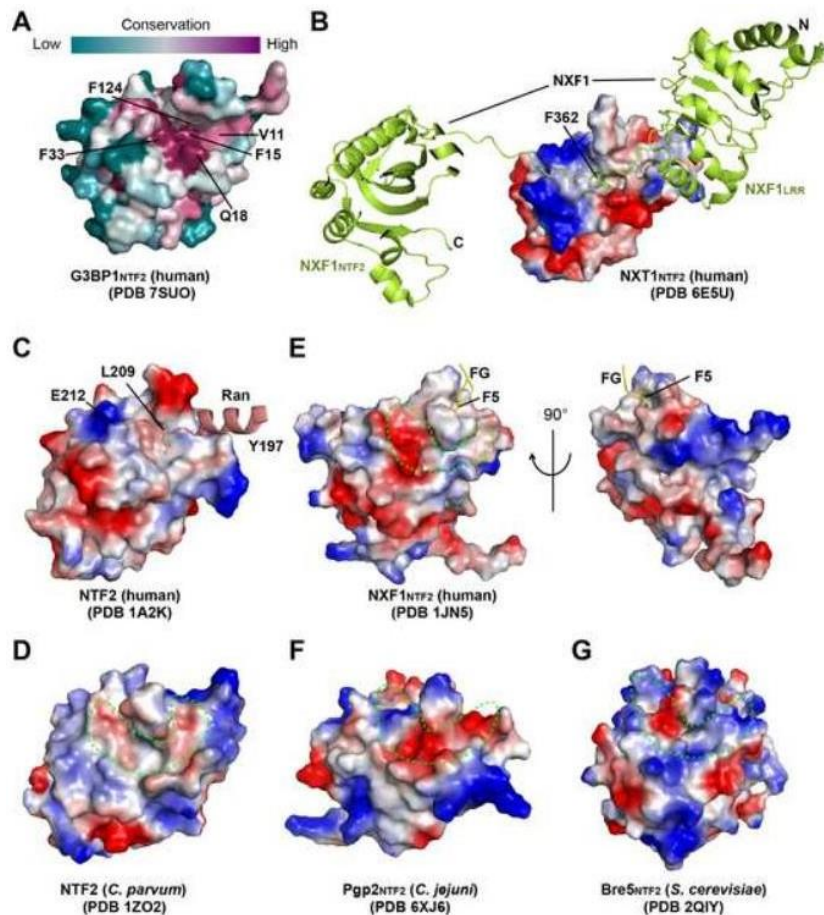 A
Conservation
Low High
F124
V11
F33
F15
Q18
G3BP1NTF2 (human)
(PDB 7SUO)
B
N
NXF1
F362
NXF1LRR
C
NXF1NTF2
NXT1NTF2 (human)
(PDB 6E5U)
C
L209
E212
Ran
Y197
NTF2 (human)
(PDB 1A2K)
E
FG
F5
90°
FG
F5
NXF1NTF2 (human)
(PDB 1JN5)
D
NTF2 (C. parvum)
(PDB 1ZO2)
F
Pgp2NTF2 (C. jejuni)
(PDB 6XJ6)
G
Bre5NTF2 (S. cerevisiae)
(PDB 2QIY)